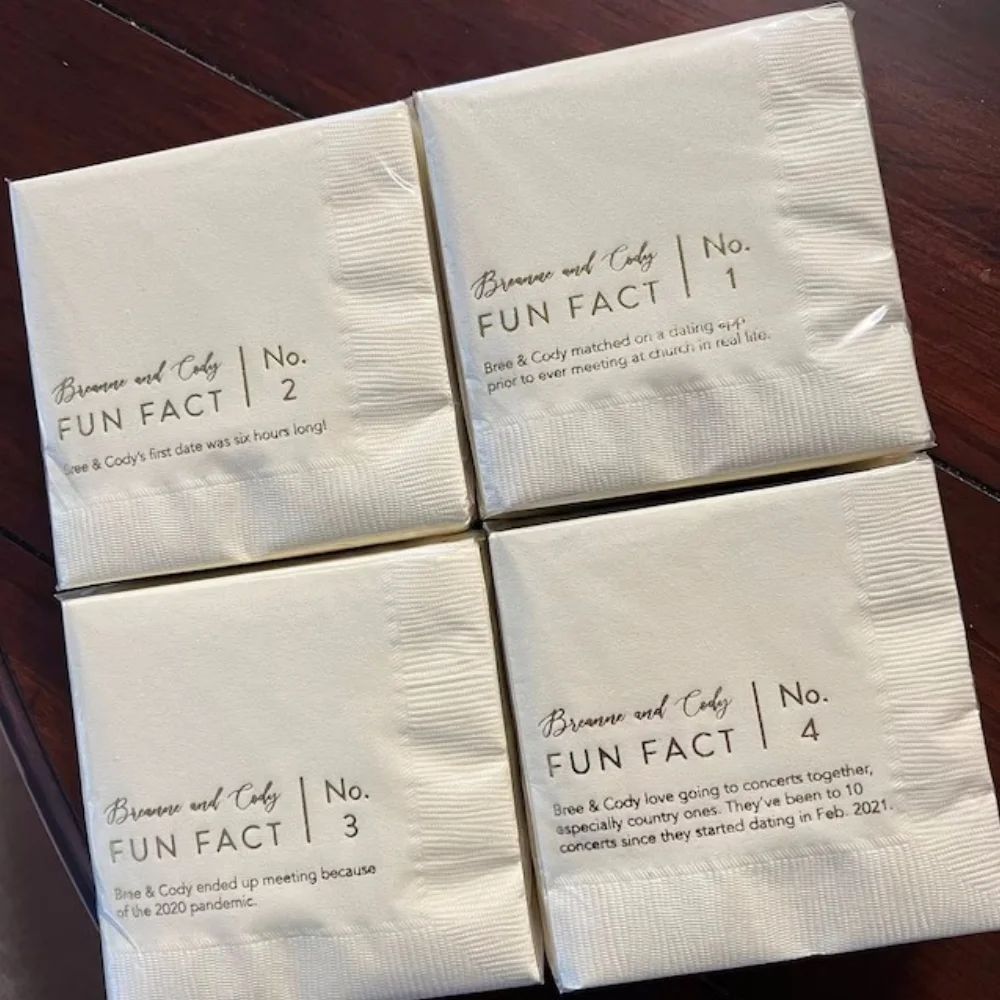 Breanne and Cody
FUN FACT
No.
2
Bree & Cody's first date was six hours long!
Breanne and Cody
FUN FACT
No.
1
Bree & Cody matched on a dating app
prior to ever meeting at church in real life.
Breanne and Cody
FUN FACT
No.
3
Bree & Cody ended up meeting because
of the 2020 pandemic.
Breanne and Cody
FUN FACT
No.
4
Bree & Cody love going to concerts together,
especially country ones. They've been to 10
concerts since they started dating in Feb. 2021.